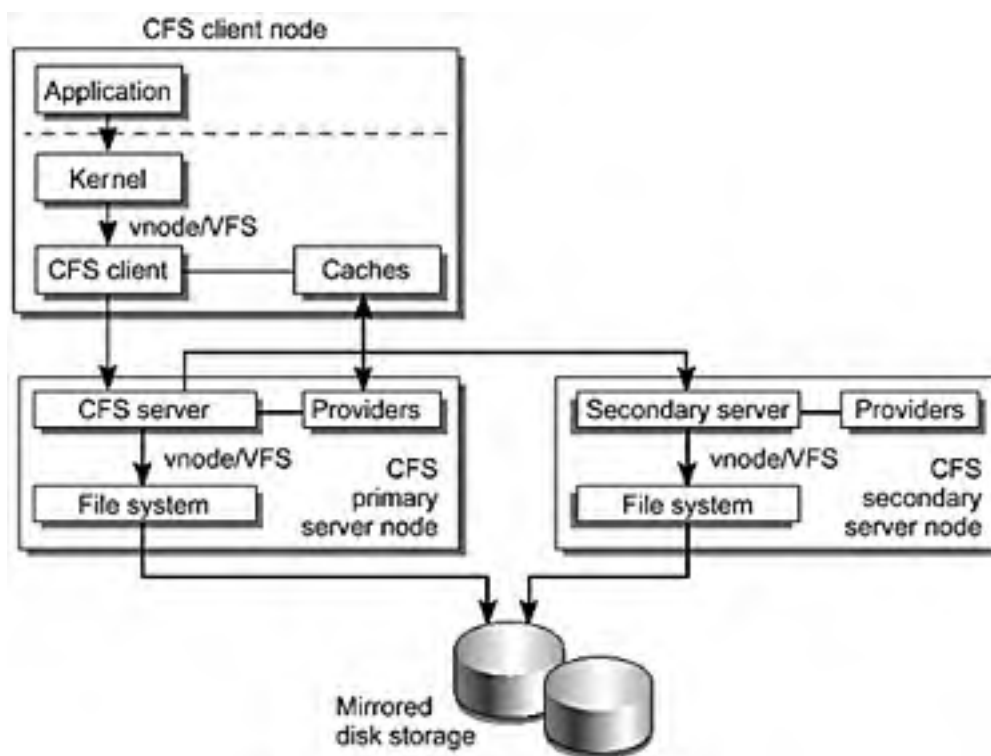 CFS client node
Application
Kernel
vnode/VFS
CFS client
Caches
CFS server
Providers
vnode/VFS
File system
CFS
primary
server node
Secondary server
Providers
vnode/VFS
File system
CFS
secondary
server node
Mirrored
disk storage